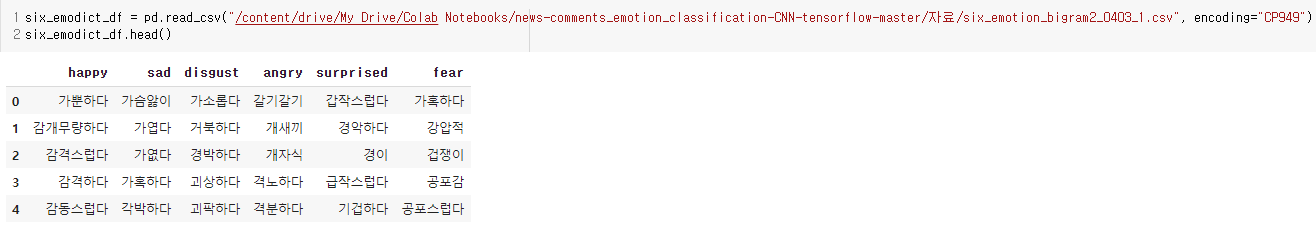 1 six_emodict_df = pd.read_csv("/content/drive/My Drive/Colab Notebooks/news-comments_emotion_classification-CNN-tensorflow-master/자료/six_emotion_bigram2_0403_1.csv", encoding="CP949")
2 six_emodict_df.head()
happy sad disgust angry surprised fear
0 가뿐하다 가슴앓이 가소롭다 갈기갈기 갑작스럽다 가혹하다
1 감개무량하다 가엽다 거북하다 개새끼 경악하다 강압적
2 감격스럽다 가엾다 경박하다 개자식 경이 겁쟁이
3 감격하다 가혹하다 괴상하다 격노하다 급작스럽다 공포감
4 감동스럽다 각박하다 괴팍하다 격분하다 기겁하다 공포스럽다